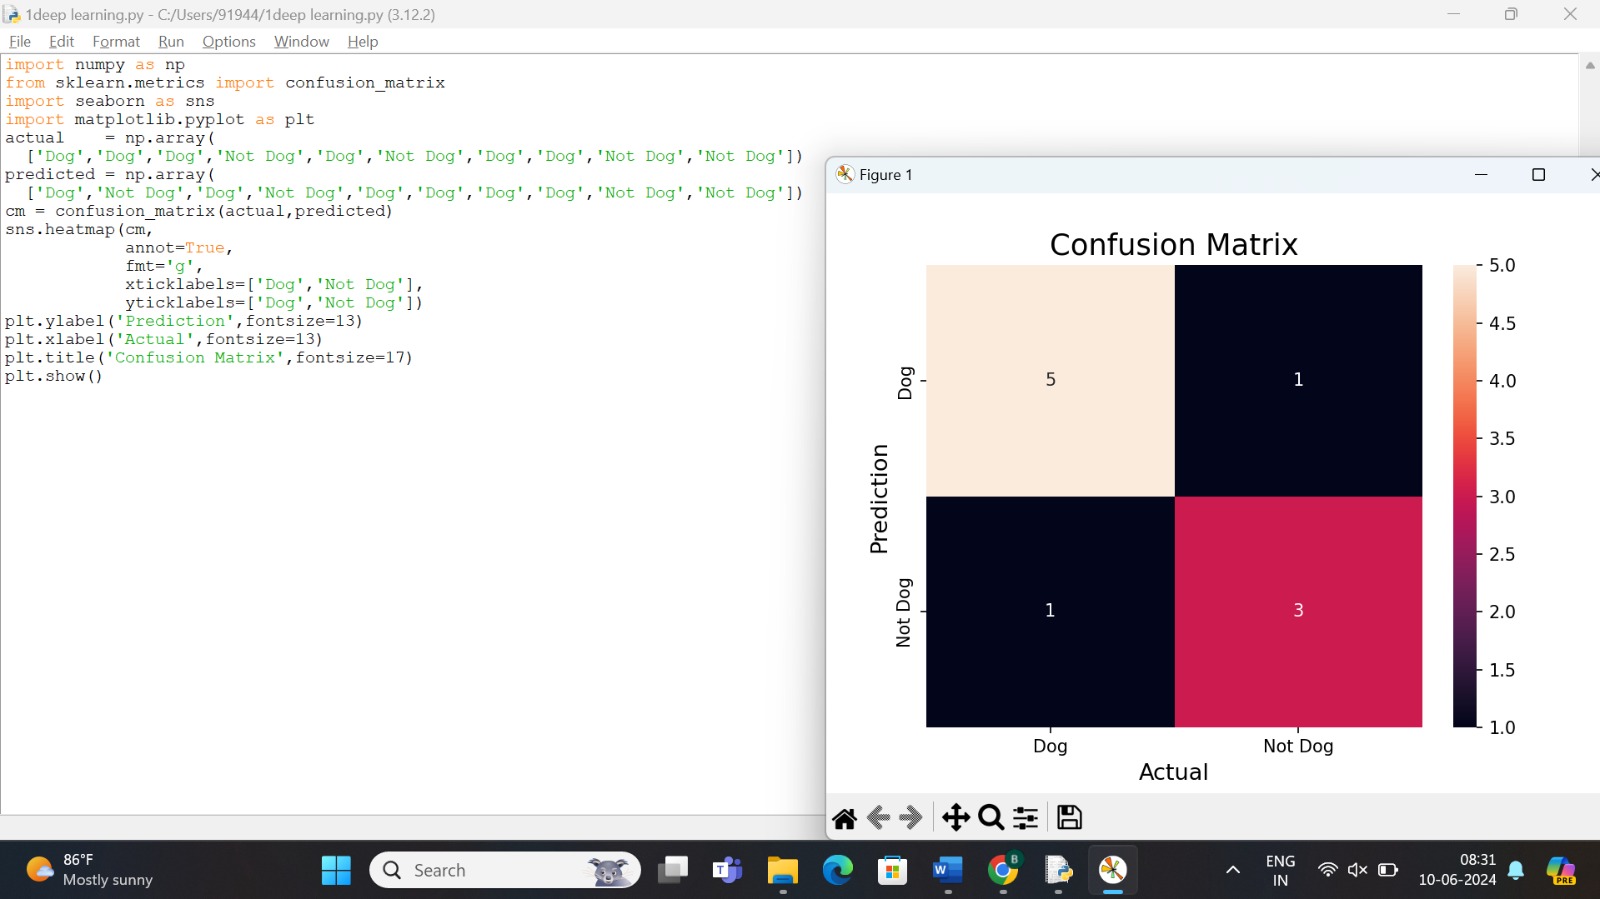 1deep learning.py - C:/Users/91944/1deep learning.py (3.12.2)
File Edit Format Run Options Window Help
import numpy as np
from sklearn.metrics import confusion_matrix
import seaborn as sns
import matplotlib.pyplot as plt
actual    = np.array(
  ['Dog','Dog','Dog','Not Dog','Dog','Not Dog','Dog','Dog','Not Dog','Not Dog'])
predicted = np.array(
  ['Dog','Not Dog','Dog','Not Dog','Dog','Dog','Dog','Dog','Not Dog','Not Dog'])
cm = confusion_matrix(actual,predicted)
sns.heatmap(cm,
            annot=True,
            fmt='g',
            xticklabels=['Dog','Not Dog'],
            yticklabels=['Dog','Not Dog'])
plt.ylabel('Prediction',fontsize=13)
plt.xlabel('Actual',fontsize=13)
plt.title('Confusion Matrix',fontsize=17)
plt.show()
Figure 1
Confusion Matrix
5.0
4.5
Dog 5 1 4.0
3.5
Prediction
3.0
2.5
Not Dog 1 3 2.0
1.5
1.0
Dog Not Dog
Actual
86°F
Mostly sunny
Search
T
W
B
ENG
IN
08:31
10-06-2024
PRE